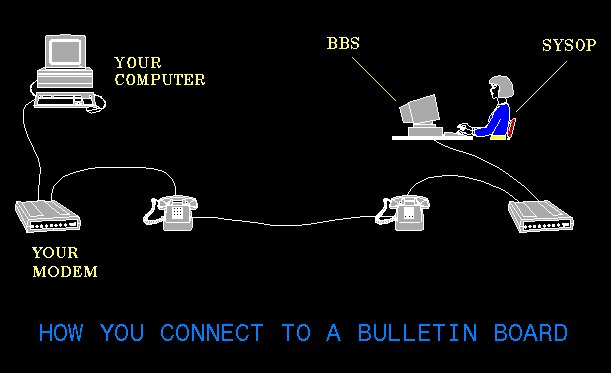 BBS
SYSOP
YOUR
COMPUTER
YOUR
MODEM
HOW YOU CONNECT TO A BULLETIN BOARD